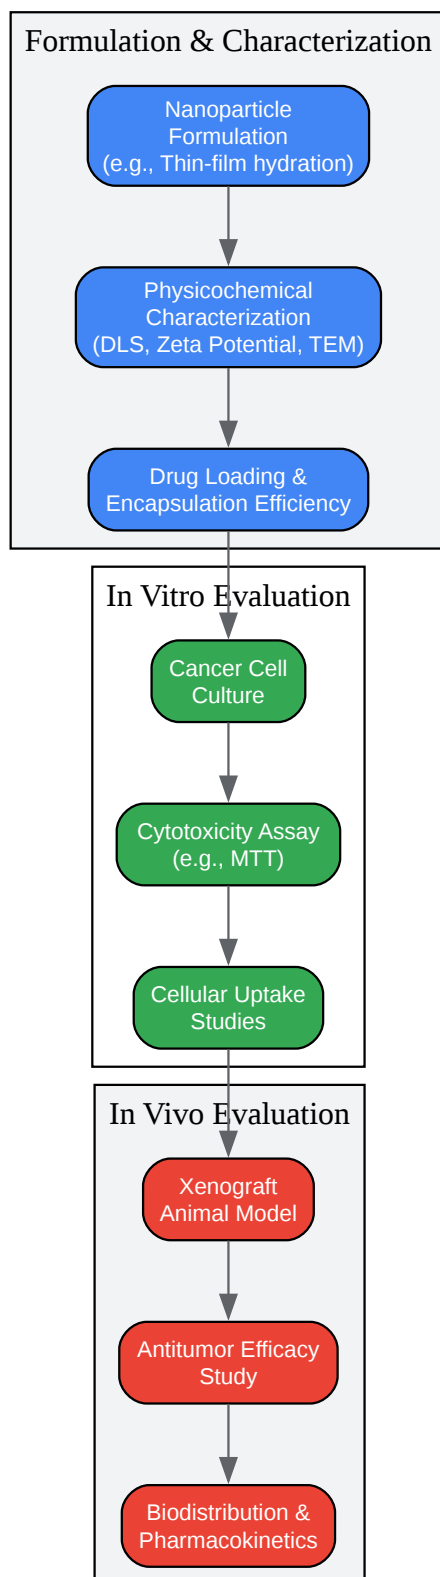 Formulation & Characterization
Nanoparticle
Formulation
(e.g., Thin-film hydration)
Physicochemical
Characterization
(DLS, Zeta Potential, TEM)
Drug Loading &
Encapsulation Efficiency
In Vitro Evaluation
Cancer Cell
Culture
Cytotoxicity Assay
(e.g., MTT)
Cellular Uptake
Studies
In Vivo Evaluation
Xenograft
Animal Model
Antitumor Efficacy
Study
Biodistribution &
Pharmacokinetics